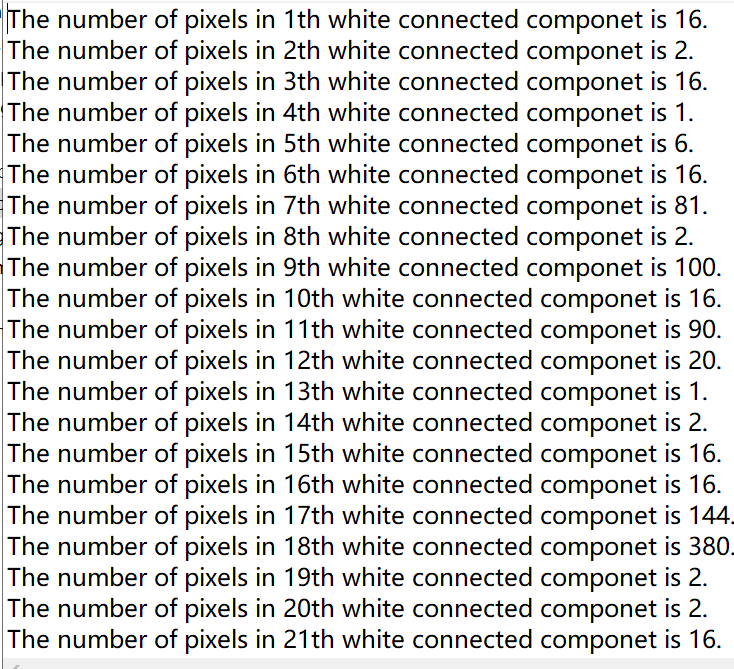 The number of pixels in 1th white connected componet is 16.
The number of pixels in 2th white connected componet is 2.
The number of pixels in 3th white connected componet is 16.
The number of pixels in 4th white connected componet is 1.
The number of pixels in 5th white connected componet is 6.
The number of pixels in 6th white connected componet is 16.
The number of pixels in 7th white connected componet is 81.
The number of pixels in 8th white connected componet is 2.
The number of pixels in 9th white connected componet is 100.
The number of pixels in 10th white connected componet is 16.
The number of pixels in 11th white connected componet is 90.
The number of pixels in 12th white connected componet is 20.
The number of pixels in 13th white connected componet is 1.
The number of pixels in 14th white connected componet is 2.
The number of pixels in 15th white connected componet is 16.
The number of pixels in 16th white connected componet is 16.
The number of pixels in 17th white connected componet is 144.
The number of pixels in 18th white connected componet is 380.
The number of pixels in 19th white connected componet is 2.
The number of pixels in 20th white connected componet is 2.
The number of pixels in 21th white connected componet is 16.